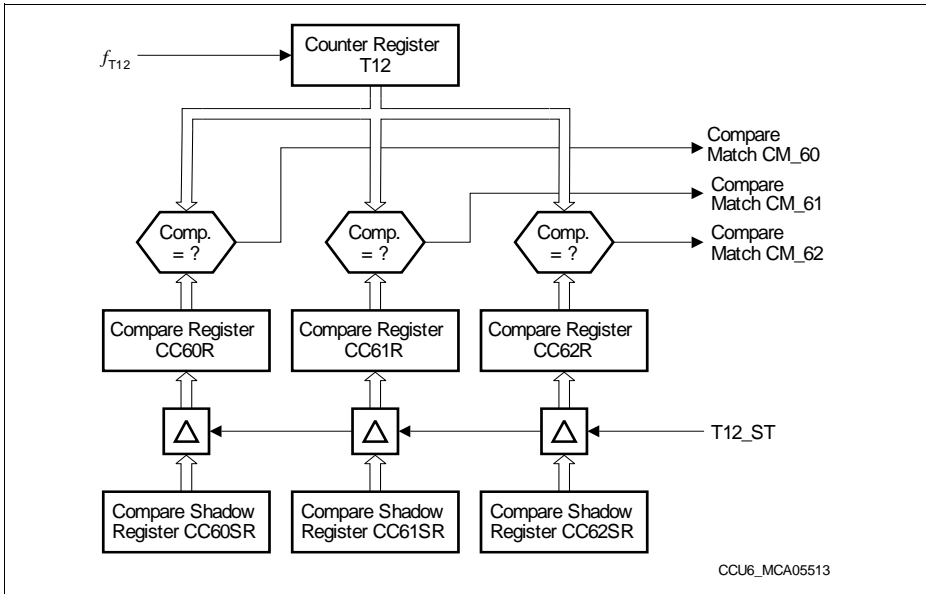 f T12
Counter Register
T12
Compare
Match CM_60
Compare
Match CM_61
Compare
Match CM_62
Comp.
= ?
Comp.
= ?
Comp.
= ?
Compare Register
CC60R
Compare Register
CC61R
Compare Register
CC62R
T12_ST
Compare Shadow
Register CC60SR
Compare Shadow
Register CC61SR
Compare Shadow
Register CC62SR
CCU6_MCA05513